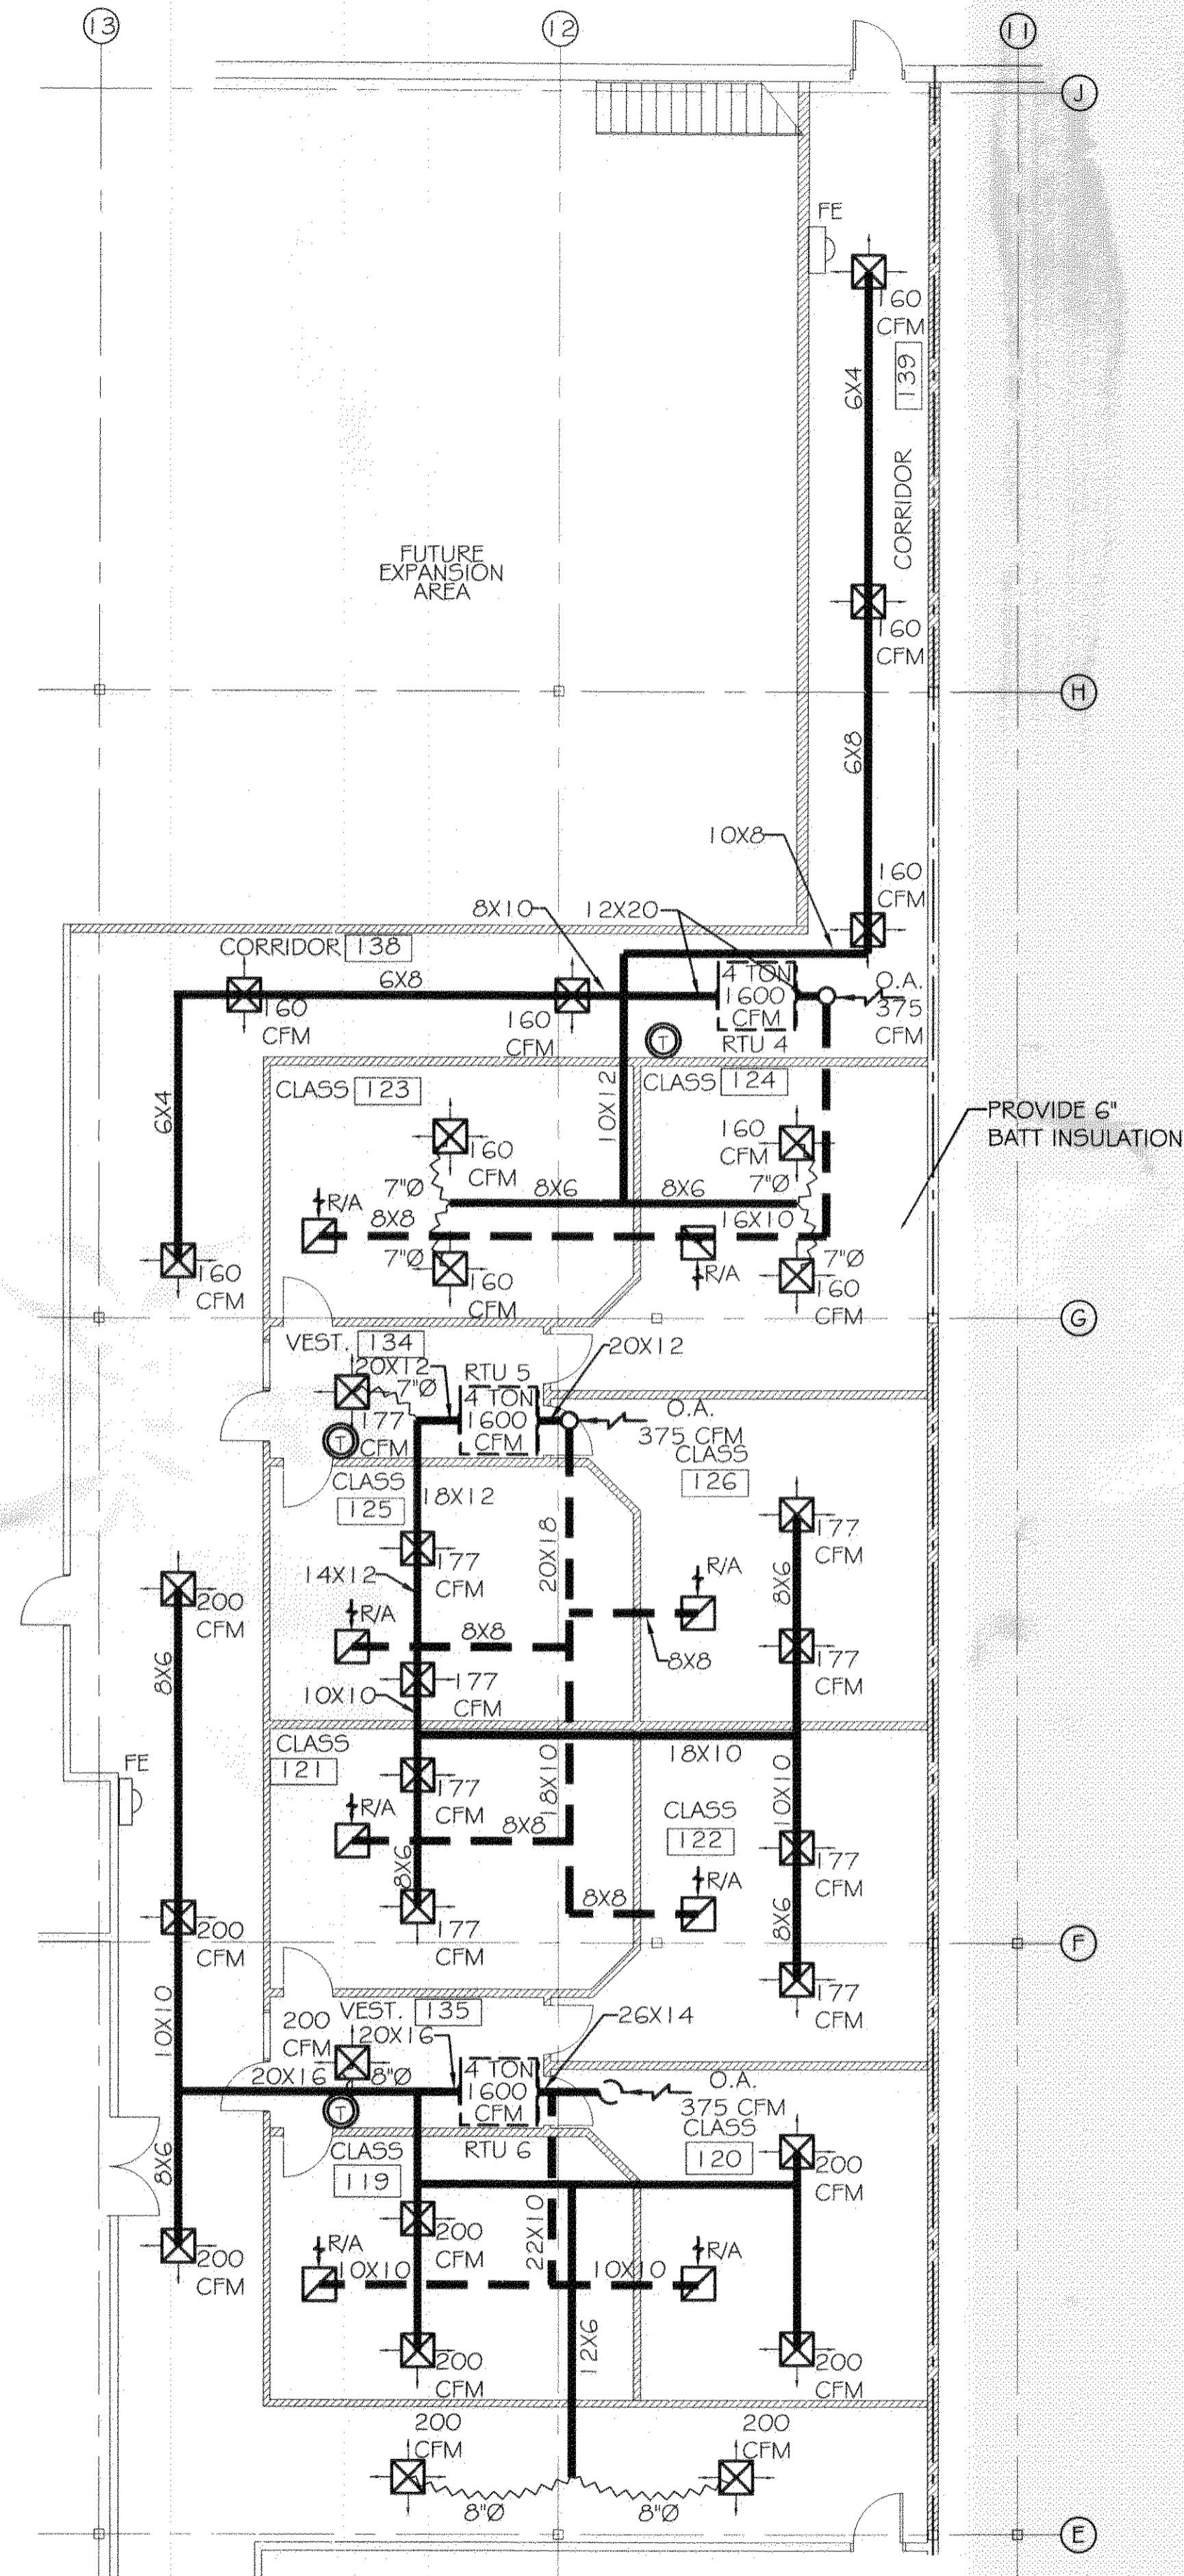 13
12
11
J
FE
160
CFM
139
6X4
CORRIDOR
FUTURE
EXPANSION
AREA
160
CFM
H
6X8
10X8
160
CFM
8X10
12X20
CORRIDOR 138
6X8
4 TON
1600
CFM
O.A.
375
CFM
160
CFM
160
CFM
T
RTU 4
CLASS 123
10X12
CLASS 124
6X4
PROVIDE 6"
BATT INSULATION
160
CFM
160
CFM
7"Ø
8X6
8X6
7"Ø
R/A
8X8
16X10
7"Ø
R/A
7"Ø
160
CFM
160
CFM
160
CFM
G
VEST. 134
20X12
RTU 5
20X12
7"Ø
4 TON
1600
CFM
O.A.
375 CFM
177
CFM
T
CLASS
125
CLASS
126
18X12
20X18
177
CFM
177
CFM
14X12
8X6
R/A
200
CFM
R/A
8X8
8X8
177
CFM
8X6
10X10
177
CFM
CLASS
121
18X10
FE
177
CFM
18X10
10X10
CLASS
122
R/A
8X8
177
CFM
8X6
R/A
8X8
8X6
177
CFM
200
CFM
F
177
CFM
10X10
VEST. 135
200
CFM
20X16
26X14
20X16
8"Ø
4 TON
1600
CFM
O.A.
375 CFM
T
CLASS
119
RTU 6
CLASS
120
8X6
200
CFM
200
CFM
22X10
R/A
10X10
10X10
R/A
200
CFM
12X6
200
CFM
200
CFM
200
CFM
200
CFM
8"Ø
8"Ø
E